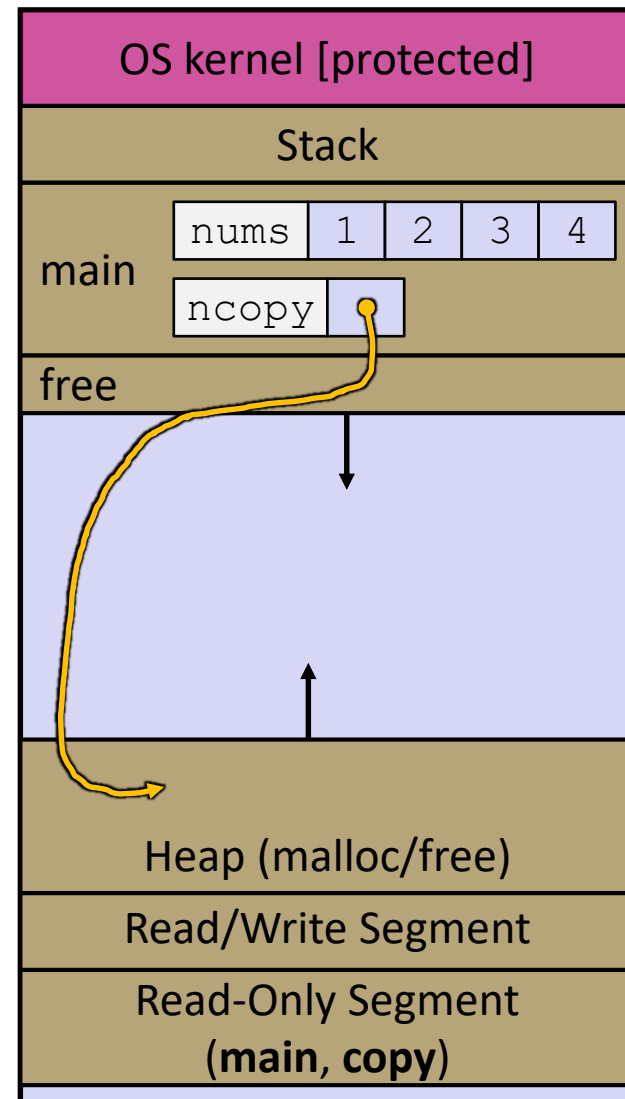 OS kernel [protected]
Stack
nums 1 2 3 4
main
ncopy
free
Heap (malloc/free)
Read/Write Segment
Read-Only Segment
(main, copy)